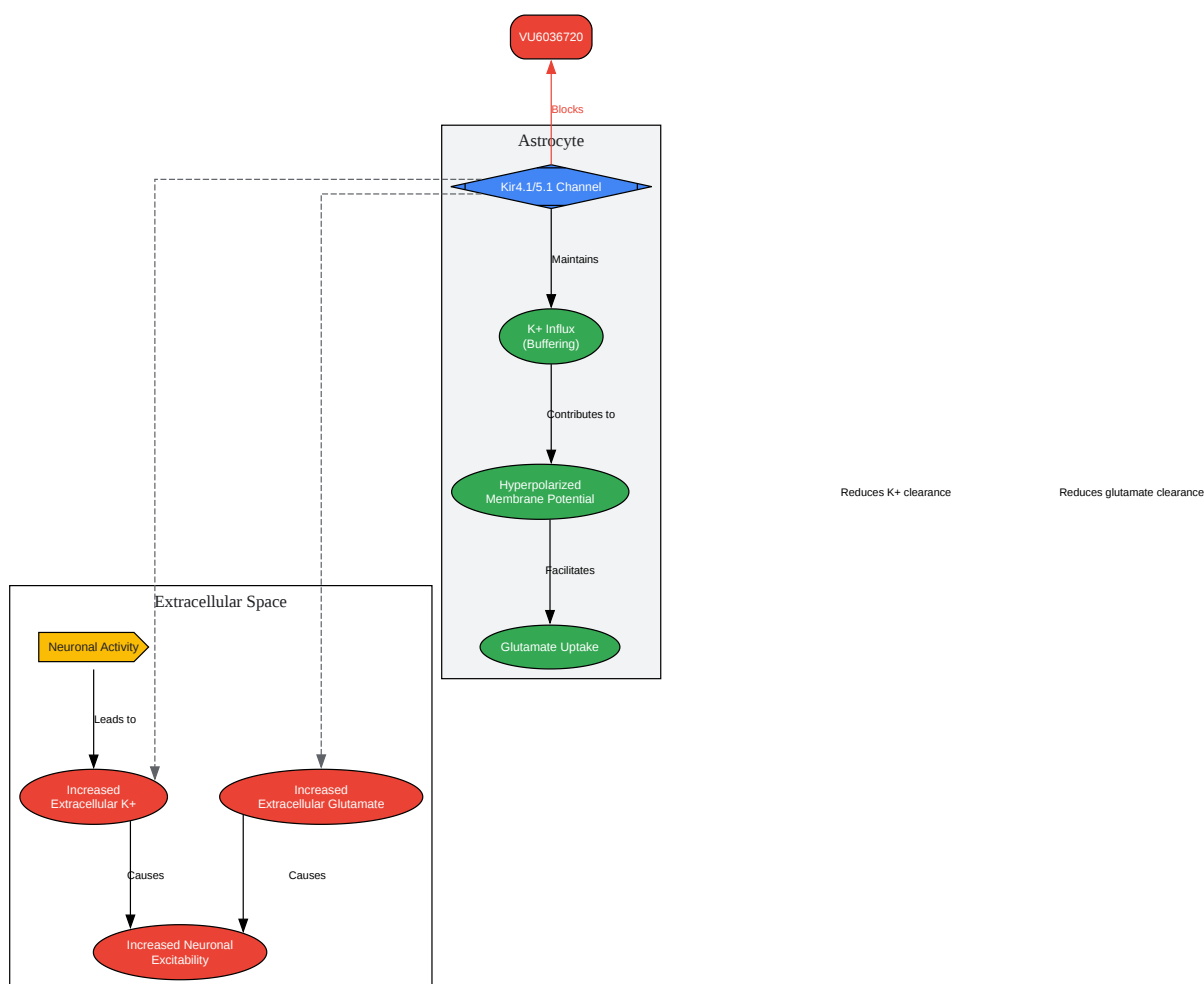 VU6036720
Blocks
Astrocyte
Kir4.1/5.1 Channel
Maintains
K+ Influx
(Buffering)
Contributes to
Hyperpolarized
Membrane Potential
Reduces K+ clearance
Reduces glutamate clearance
Facilitates
Extracellular Space
Neuronal Activity
Glutamate Uptake
Leads to
Increased
Extracellular K+
Increased
Extracellular Glutamate
Causes
Causes
Increased Neuronal
Excitability